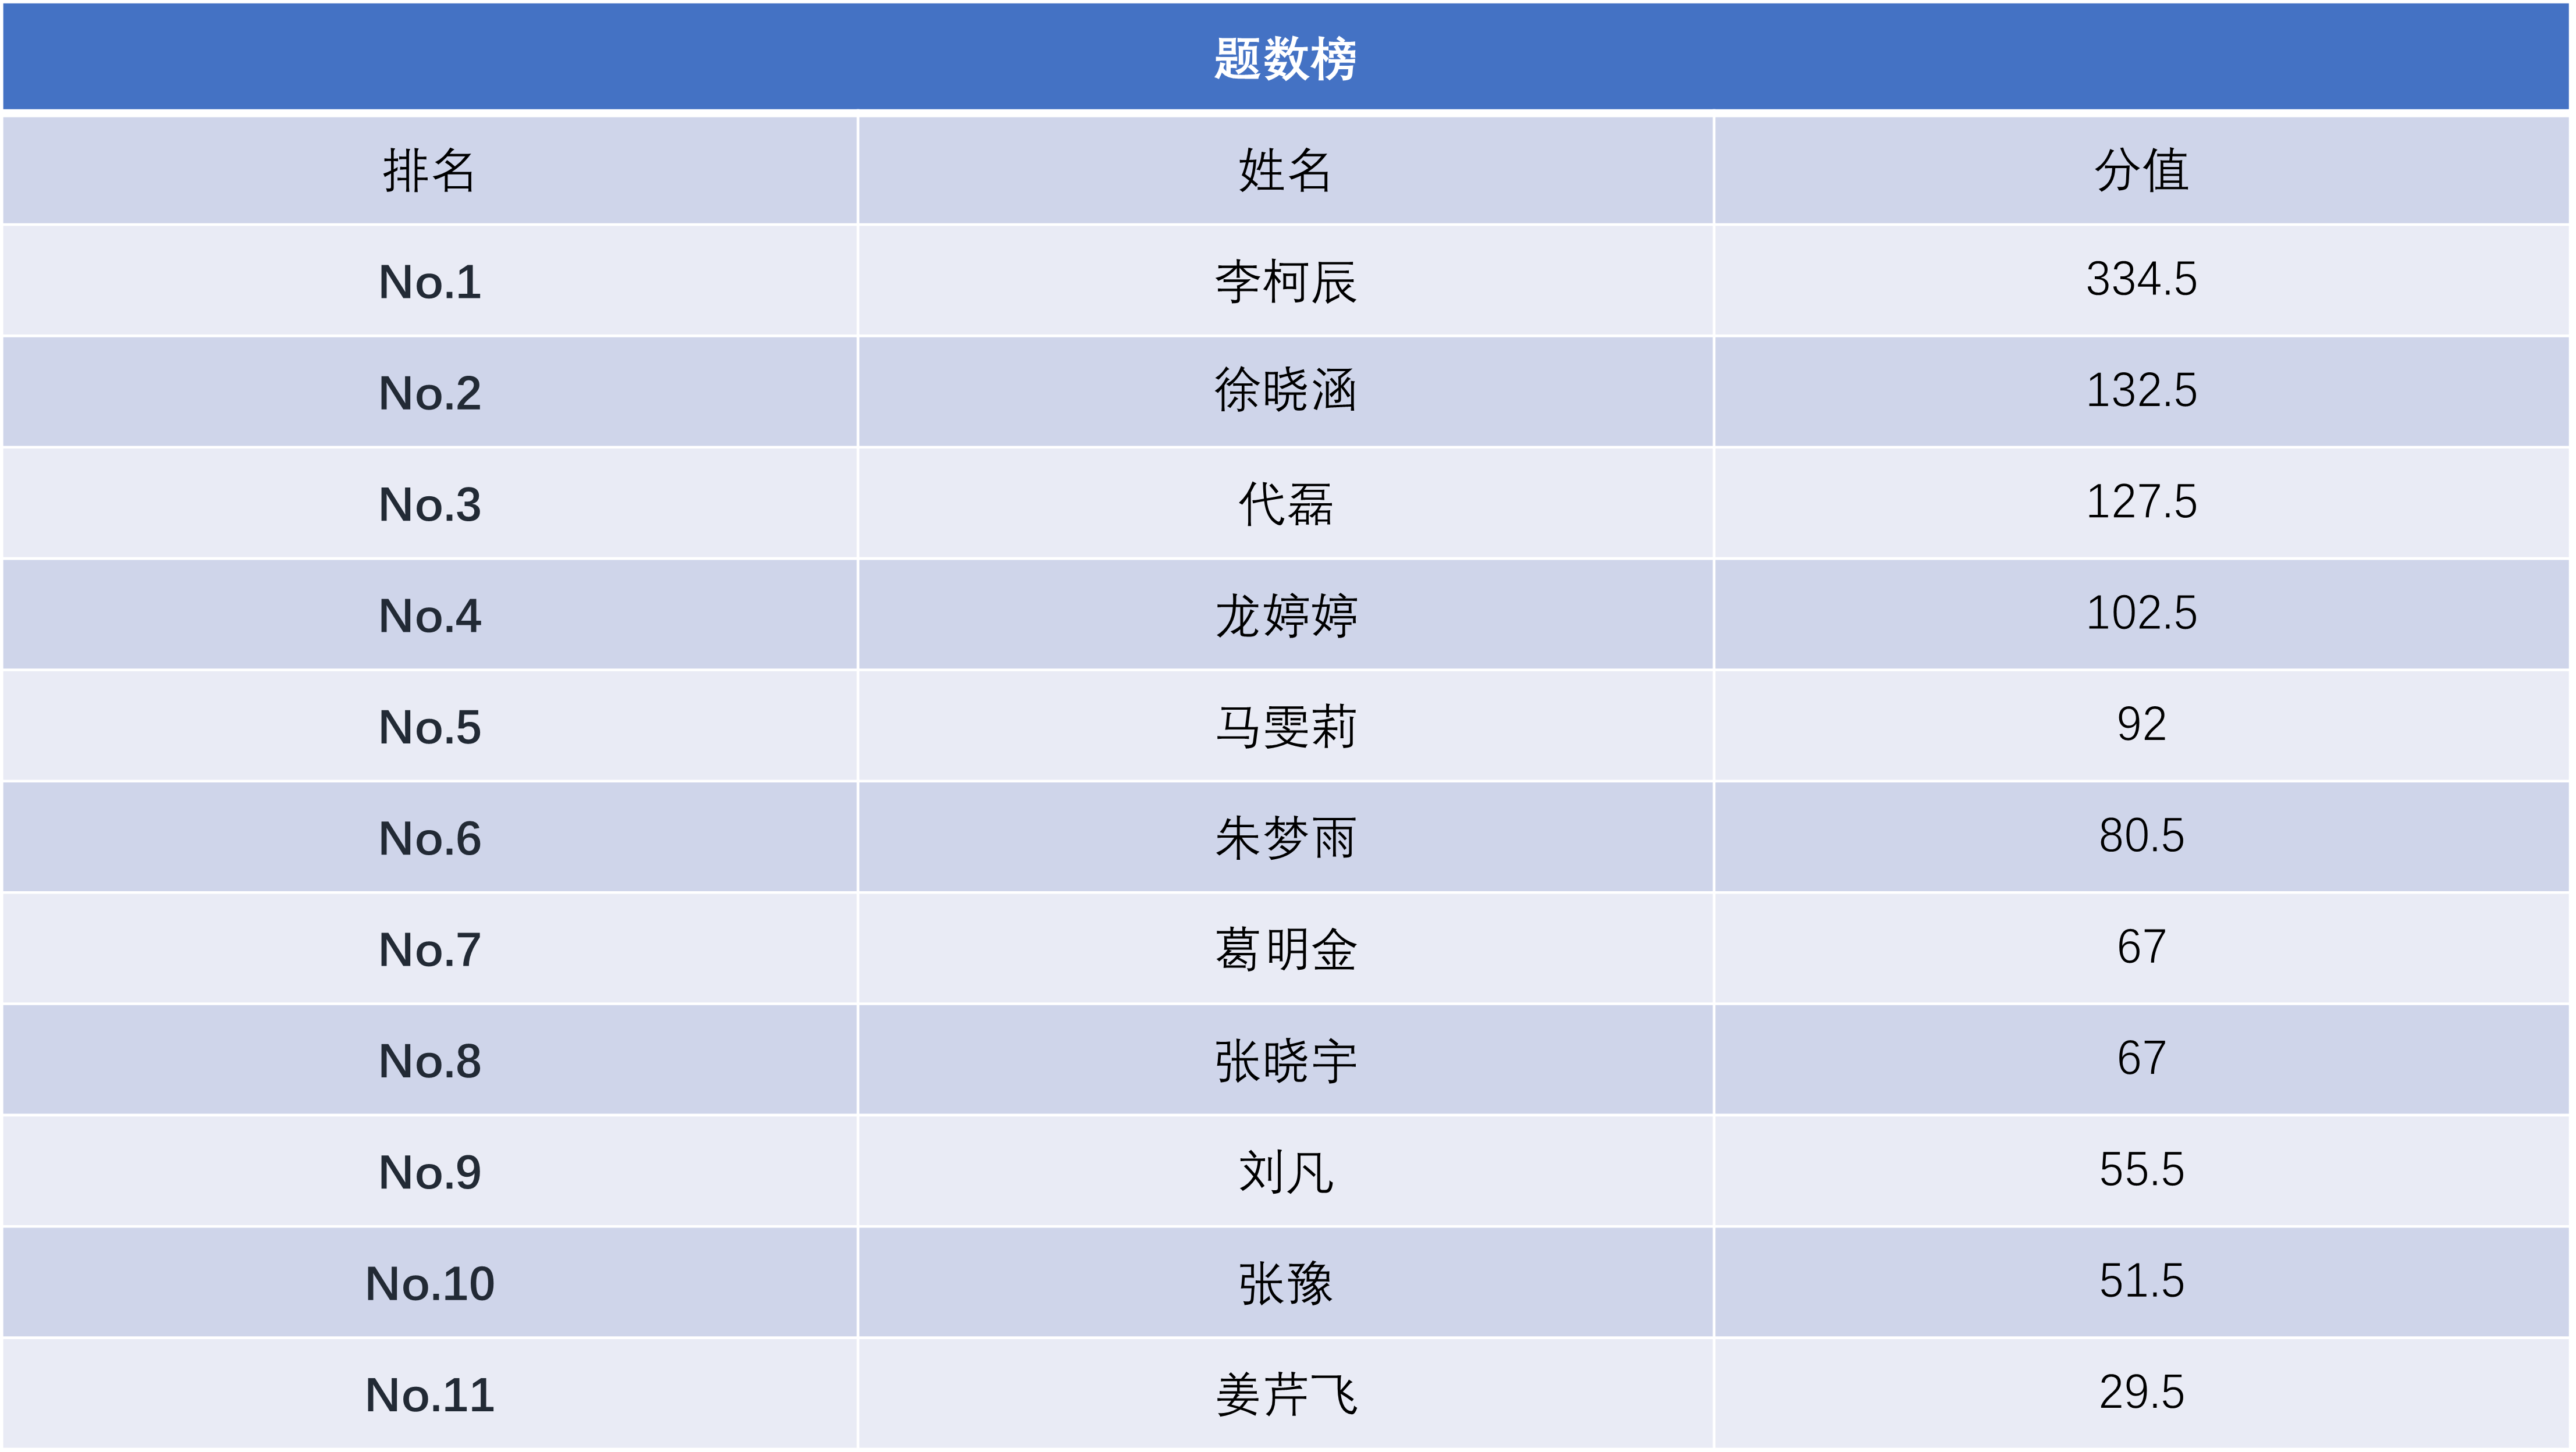 题数榜
排名 姓名 分值
No.1 李柯辰 334.5
No.2 徐晓涵 132.5
No.3 代磊 127.5
No.4 龙婷婷 102.5
No.5 马雯莉 92
No.6 朱梦雨 80.5
No.7 葛明金 67
No.8 张晓宇 67
No.9 刘凡 55.5
No.10 张豫 51.5
No.11 姜芹飞 29.5